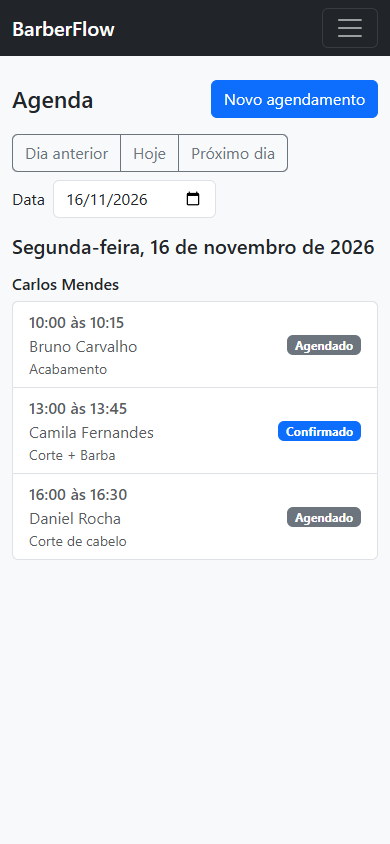 BarberFlow
Agenda
Novo agendamento
Dia anterior
Hoje
Próximo dia
Data
16/11/2026
Segunda-feira, 16 de novembro de 2026
Carlos Mendes
10:00 às 10:15
Bruno Carvalho
Agendado
Acabamento
13:00 às 13:45
Camila Fernandes
Confirmado
Corte + Barba
16:00 às 16:30
Daniel Rocha
Agendado
Corte de cabelo